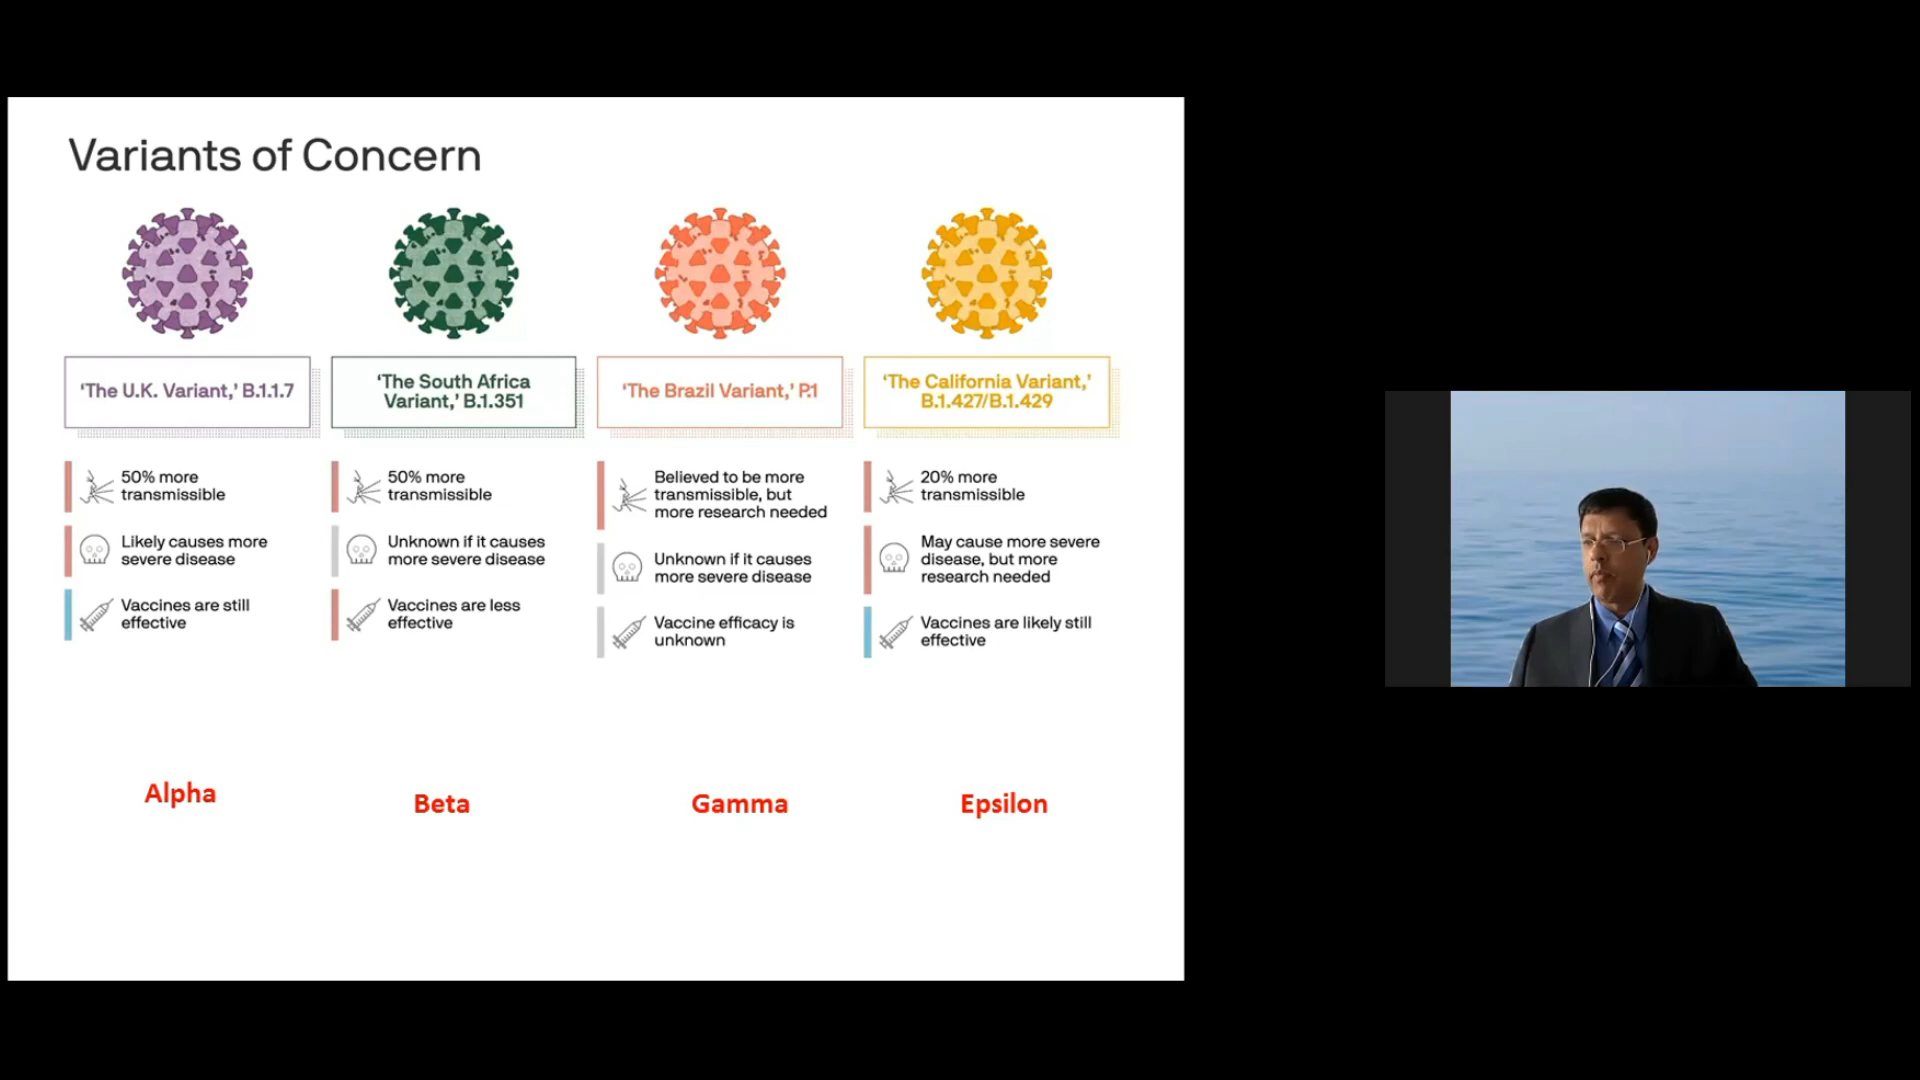 Variants of Concern
‘The U.K. Variant,’ B.1.1.7
‘The South Africa
Variant,’ B.1.351
‘The Brazil Variant,’ P.1
‘The California Variant,’
B.1.427/B.1.429
50% more
transmissible
Likely causes more
severe disease
Vaccines are still
effective
50% more
transmissible
Unknown if it causes
more severe disease
Vaccines are less
effective
Believed to be more
transmissible, but
more research needed
Unknown if it causes
more severe disease
Vaccine efficacy is
unknown
20% more
transmissible
May cause more severe
disease, but more
research needed
Vaccines are likely still
effective
Alpha
Beta
Gamma
Epsilon